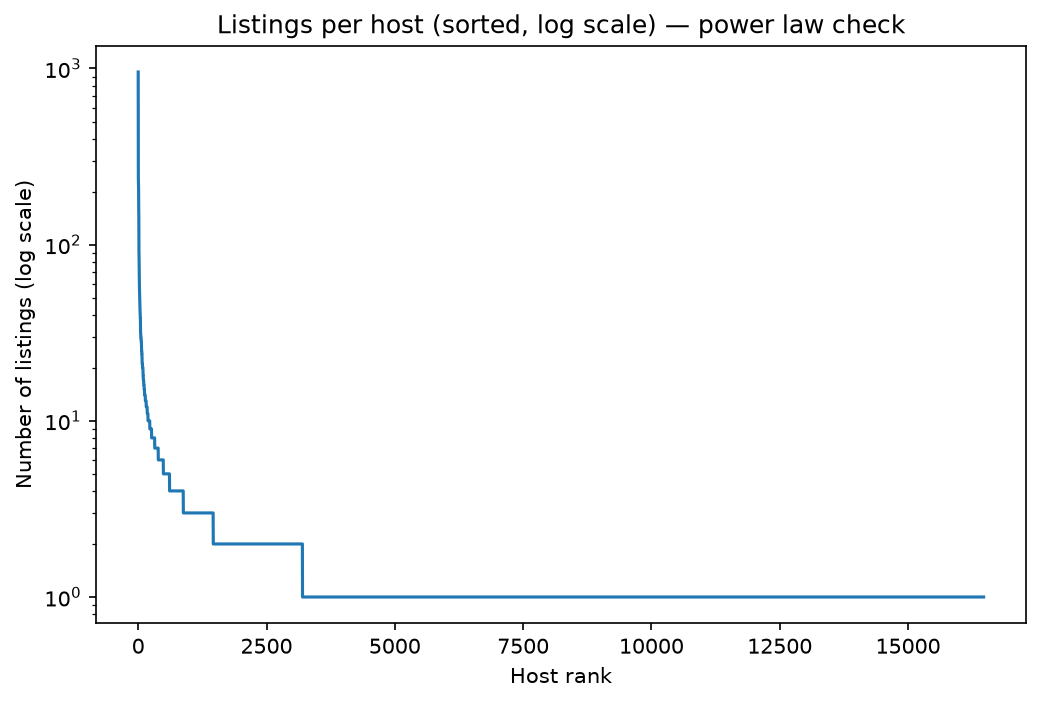 Listings per host (sorted, log scale) — power law check
Number of listings (log scale)
10³
10²
10¹
10⁰
0 2500 5000 7500 10000 12500 15000
Host rank